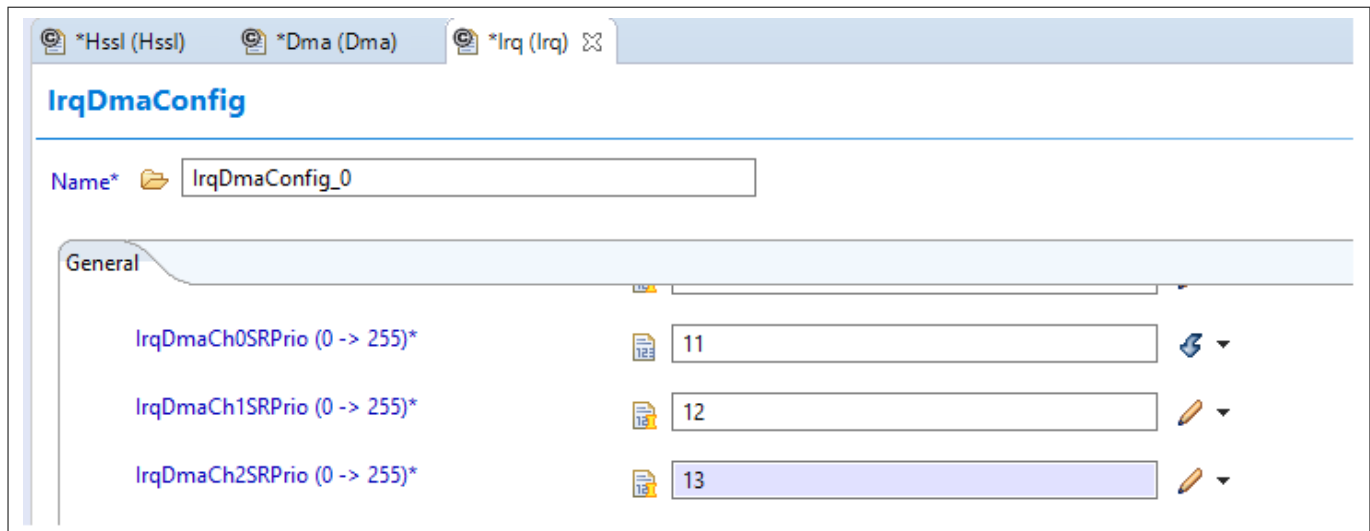 *Hssl (Hssl) *Dma (Dma) *Irq (Irq)
IrqDmaConfig
Name* IrqDmaConfig_0
General
IrqDmaCh0SRPrio (0 -> 255)* 11
IrqDmaCh1SRPrio (0 -> 255)* 12
IrqDmaCh2SRPrio (0 -> 255)* 13